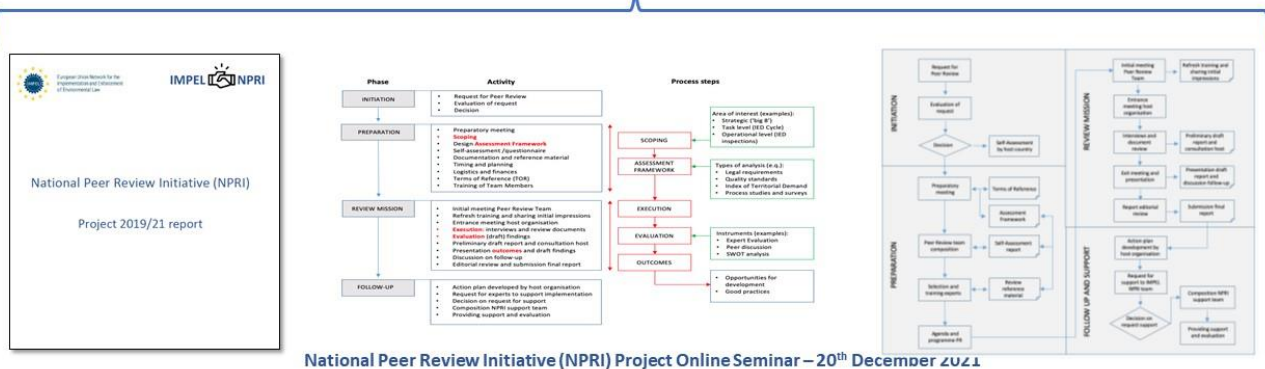 European Union Network for the
Implementation and Enforcement
of Environmental Law
IMPEL NPRI
National Peer Review Initiative (NPRI)
Project 2019/21 report
Phase
Activity
Process steps
INITIATION
• Request for Peer Review
• Evaluation of request
• Decision
PREPARATION
• Preparatory meeting
• Scoping
• Design Assessment Framework
• Self-assessment /questionnaire
• Documentation and reference material
• Timing and planning
• Logistics and finances
• Terms of Reference (TOR)
• Training of Team Members
REVIEW MISSION
• Initial meeting Peer Review Team
• Refresh training and sharing initial impressions
• Entrance meeting host organisation
• Execution: interviews and review documents
• Evaluation (draft) findings
• Preliminary draft report and consultation host
• Presentation outcomes and draft findings
• Discussion on follow-up
• Editorial review and submission final report
FOLLOW-UP
• Action plan developed by host organisation
• Request for experts to support implementation
• Decision on request for support
• Composition NPRI support team
• Providing support and evaluation
SCOPING
ASSESSMENT
FRAMEWORK
EXECUTION
EVALUATION
OUTCOMES
Area of interest (examples):
• Strategic ('big 8')
• Task level (IED Cycle)
• Operational level (IED
inspections)
Types of analysis (e.q.):
• Legal requirements
• Quality standards
• Index of Territorial Demand
• Process studies and surveys
Instruments (examples):
• Expert Evaluation
• Peer discussion
• SWOT analysis
• Opportunities for
development
• Good practices
INITIATION
Request for
Peer Review
Evaluation of
request
Decision
Self-Assessment
by host country
PREPARATION
Preparatory
meeting
Terms of Reference
Assessment
Framework
Peer Review team
composition
Self-Assessment
report
Selection and
training experts
Review
reference
material
Agenda and
programme PR
REVIEW MISSION
Initial meeting
Peer Review
Team
Refresh training and
sharing initial
impressions
Entrance
meeting host
organisation
Interviews and
document
review
Preliminary draft
report and
consultation host
Exit meeting and
presentation
Presentation draft
report and
discussion follow-up
Report editorial
review
Submission final
report
FOLLOW UP AND SUPPORT
Action plan
development by
host organisation
Request for
support to IMPEL
NPRI team
Decision on
request support
Composition NPRI
support team
Providing support
and evaluation
National Peer Review Initiative (NPRI) Project Online Seminar – 20th December 2021